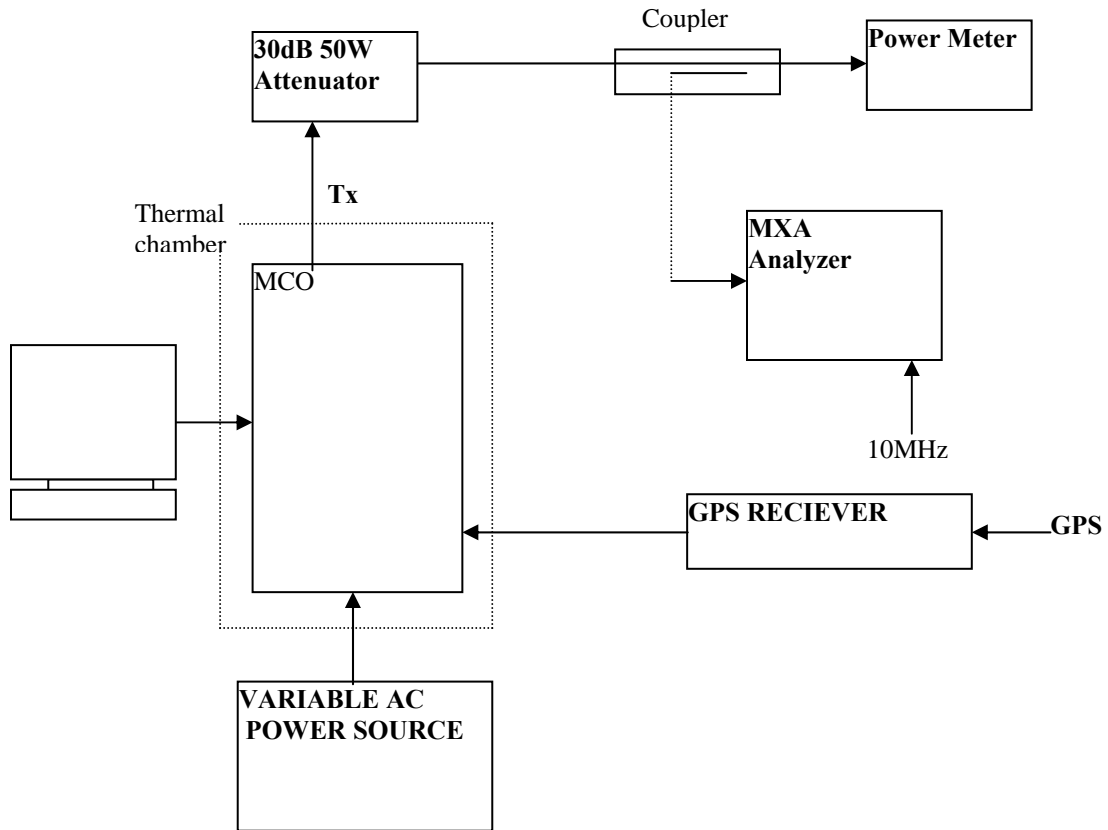 Coupler
30dB 50W
Attenuator
Power Meter
Tx
Thermal
chamber
MCO
MXA
Analyzer
10MHz
GPS RECIEVER
GPS
VARIABLE AC
POWER SOURCE